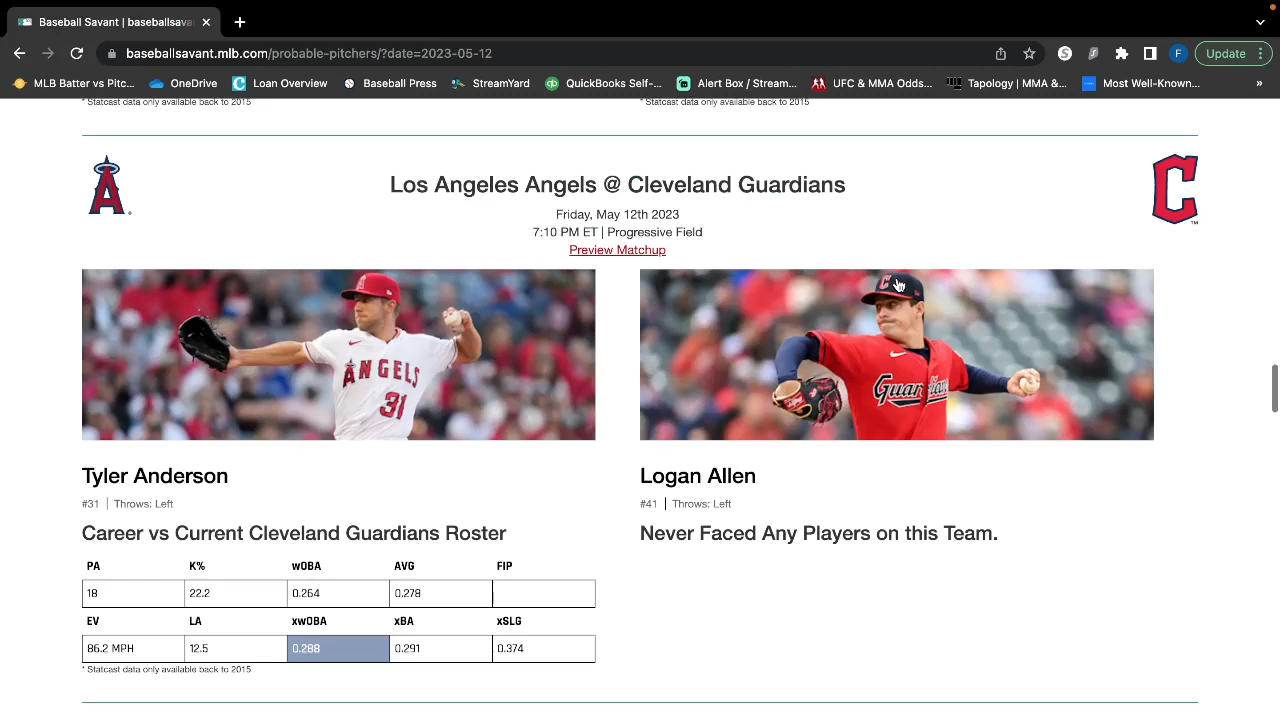 Baseball Savant | baseballsava
baseballsavant.mlb.com/probable-pitchers/?date=2023-05-12
F
Update
MLB Batter vs Pitc...
OneDrive
Loan Overview
Baseball Press
StreamYard
QuickBooks Self-...
Alert Box / Stream...
UFC & MMA Odds...
Tapology | MMA &...
Most Well-Known...
»
* Statcast data only available back to 2015
* Statcast data only available back to 2015
Los Angeles Angels @ Cleveland Guardians
Friday, May 12th 2023
7:10 PM ET | Progressive Field
Preview Matchup
ANGELS
31
Guardians
Tyler Anderson
#31 | Throws: Left
Career vs Current Cleveland Guardians Roster
PA K% wOBA AVG FIP
18 22.2 0.264 0.278
EV LA xwOBA xBA xSLG
86.2 MPH 12.5 0.288 0.291 0.374
* Statcast data only available back to 2015
Logan Allen
#41 | Throws: Left
Never Faced Any Players on this Team.